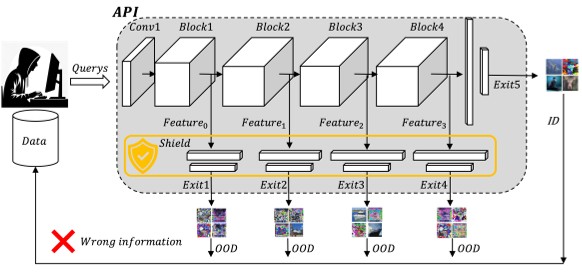 API
Conv1 Block1 Block2 Block3 Block4
Querys
Exit5
Feature0 Feature1 Feature2 Feature3
ID
Data
Shield
Exit1 Exit2 Exit3 Exit4
Wrong information
OOD OOD OOD OOD